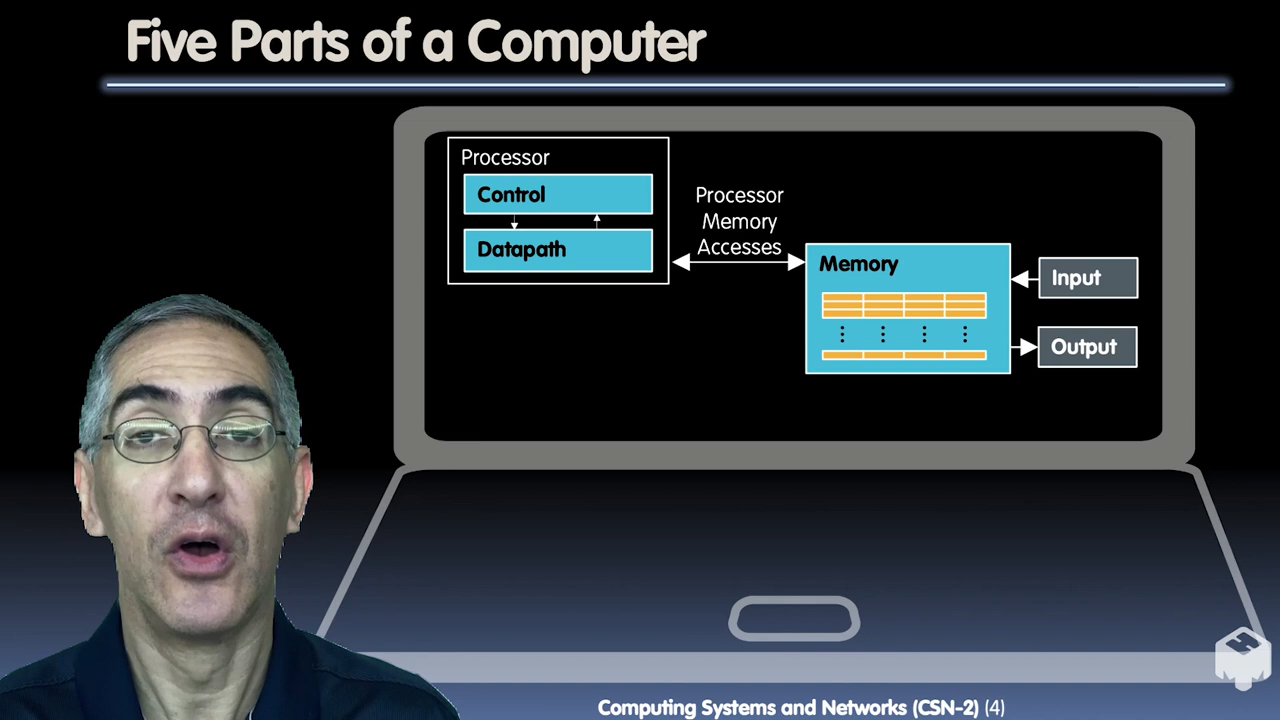 Five Parts of a Computer
Processor
Control
Datapath
Processor
Memory
Accesses
Memory
Input
Output
Computing Systems and Networks (CSN-2) (4)